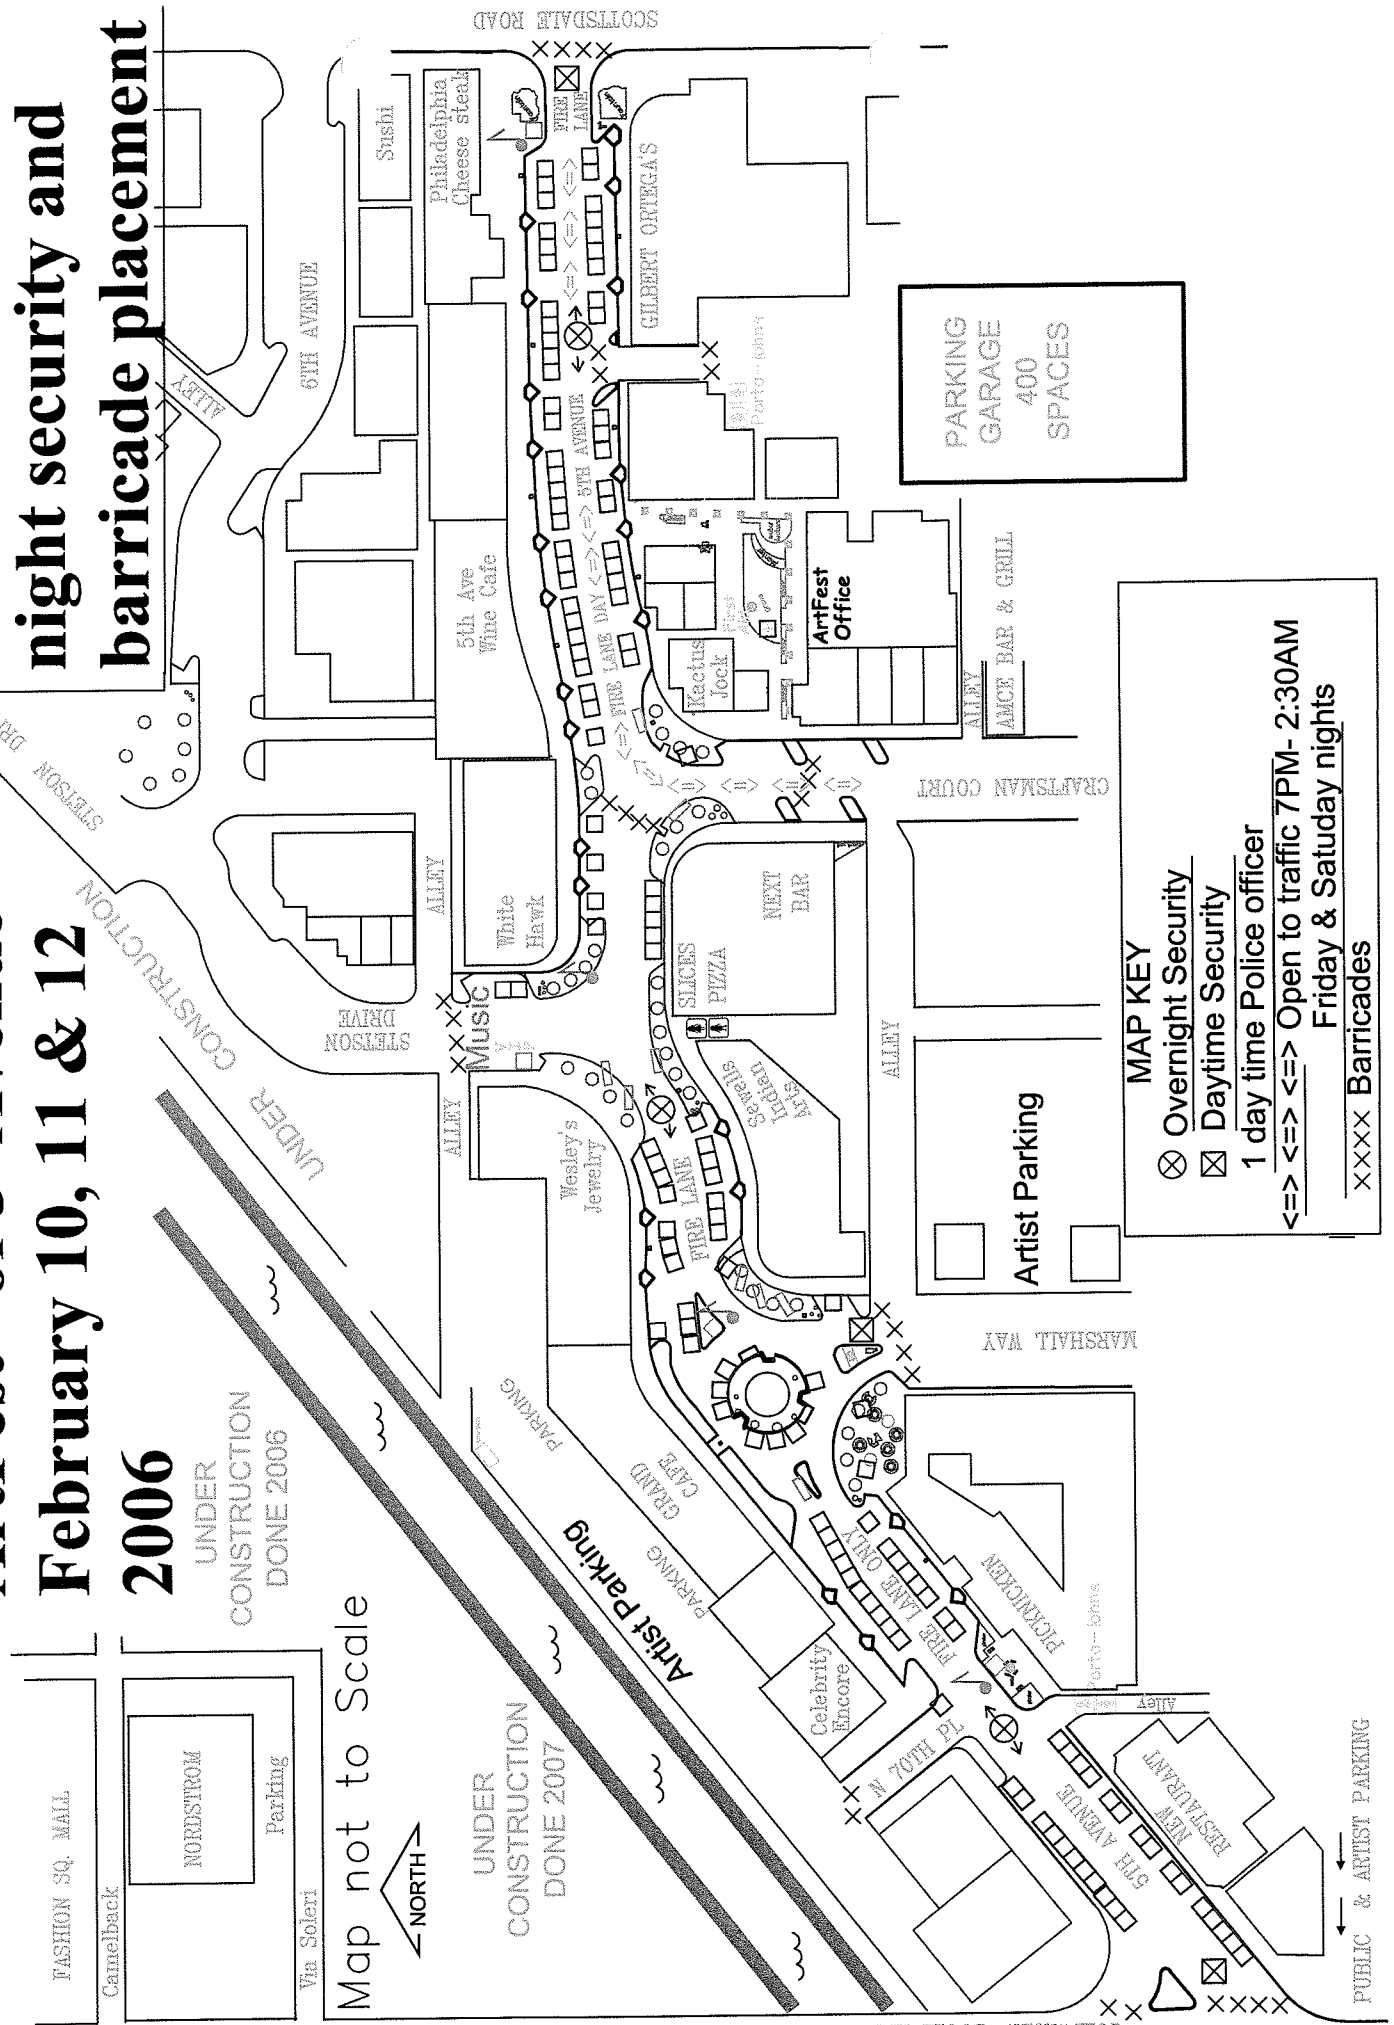 February 10, 11 & 12
2006
night security and
barricade placement
FASHION SQ. MALL
Camelback
NORDSTROM
Parking
Via Soleri
Map not to Scale
NORTH
UNDER
CONSTRUCTION
DONE 2006
UNDER
CONSTRUCTION
DONE 2007
UNDER CONSTRUCTION
STETSON
ALLEY
6TH AVENUE
Sushi
Philadelphia
Cheese steak
SCOTTSDALE ROAD
FIRE
LANE
GILBERT ORTEGA'S
Porto-johns
PARKING
GARAGE
400
SPACES
5th Ave
Wine Cafe
<=> <=> FIRE LANE DAY <=> <=> 5TH AVENUE
<=> <=> <=>
<=> <=> <=> <=>
Kactus
Jock
ArtFest
Office
ALLEY
AMCE BAR & GRILL
CRAFTSMAN COURT
ALLEY
White
Hawk
NEXT
BAR
SLICES
PIZZA
STETSON
DRIVE
Music
ALLEY
Wesley's
Jewelry
Sewells
Indian
Arts
ALLEY
FIRE LANE
Artist Parking
MARSHALL WAY
PARKING
GRAND
CAFE
PARKING
Artist Parking
FIRE LANE ONLY
PICKNICKEN
Porto-johns
Alley
Celebrity
Encore
N 70TH PL
5TH AVENUE
NEW
RESTAURANT
PUBLIC & ARTIST PARKING
MAP KEY
Overnight Security
Daytime Security
1 day time Police officer
<=> <=> <=> Open to traffic 7PM- 2:30AM
Friday & Satuday nights
××××× Barricades